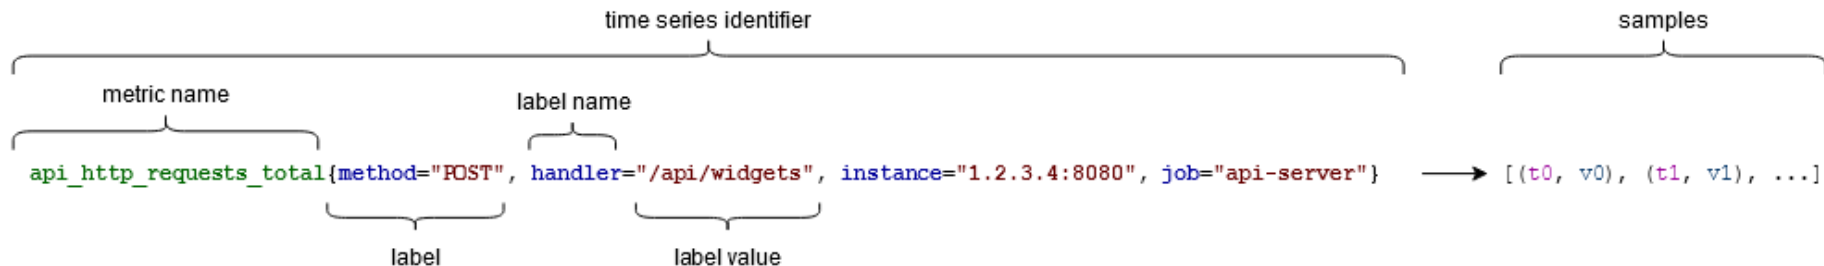 time series identifier
samples
metric name
label name
api_http_requests_total{method="POST", handler="/api/widgets", instance="1.2.3.4:8080", job="api-server"}
[(t0, v0), (t1, v1), ...]
label
label value